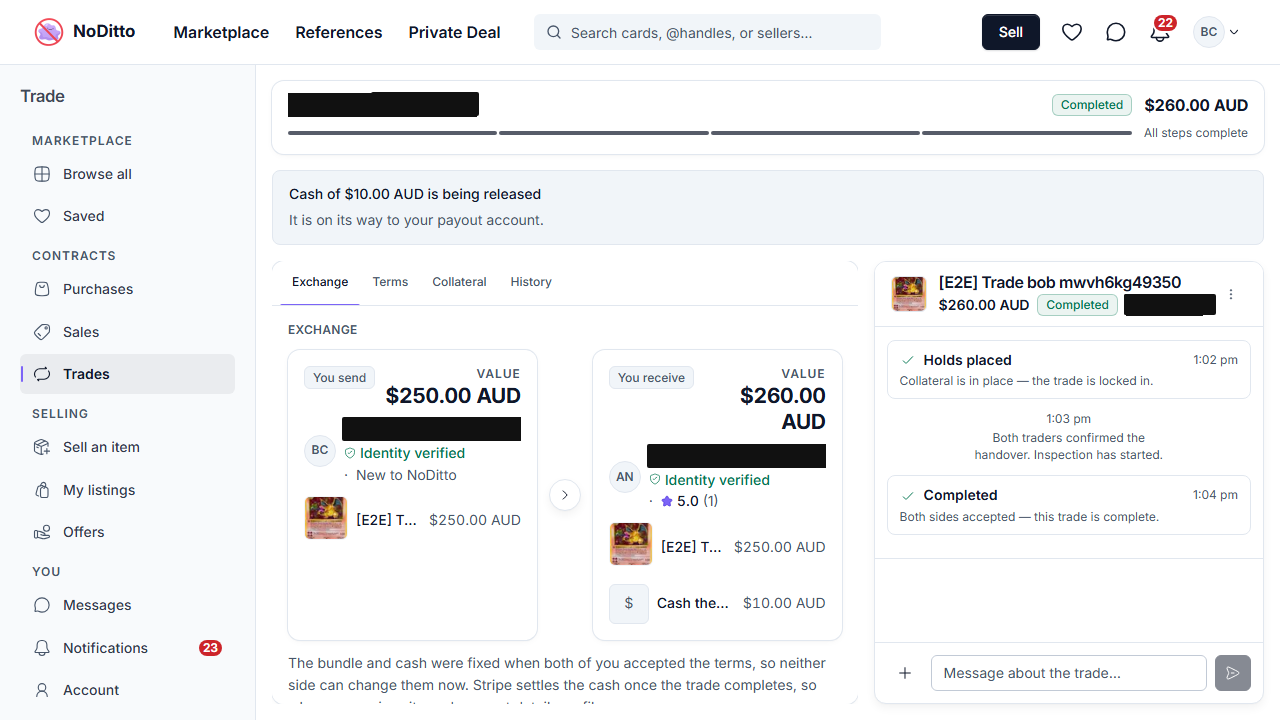 NoDitto
Marketplace
References
Private Deal
Search cards, @handles, or sellers...
Sell
22
BC
Trade
MARKETPLACE
Browse all
Saved
CONTRACTS
Purchases
Sales
Trades
SELLING
Sell an item
My listings
Offers
YOU
Messages
Notifications
23
Account
Completed
$260.00 AUD
All steps complete
Cash of $10.00 AUD is being released
It is on its way to your payout account.
Exchange
Terms
Collateral
History
EXCHANGE
You send
VALUE
$250.00 AUD
BC
Identity verified
· New to NoDitto
[E2E] T...
$250.00 AUD
You receive
VALUE
$260.00
AUD
AN
Identity verified
· 5.0 (1)
[E2E] T...
$250.00 AUD
$
Cash the...
$10.00 AUD
The bundle and cash were fixed when both of you accepted the terms, so neither
side can change them now. Stripe settles the cash once the trade completes, so
[E2E] Trade bob mwvh6kg49350
$260.00 AUD
Completed
Holds placed
1:02 pm
Collateral is in place — the trade is locked in.
1:03 pm
Both traders confirmed the
handover. Inspection has started.
Completed
1:04 pm
Both sides accepted — this trade is complete.
Message about the trade...